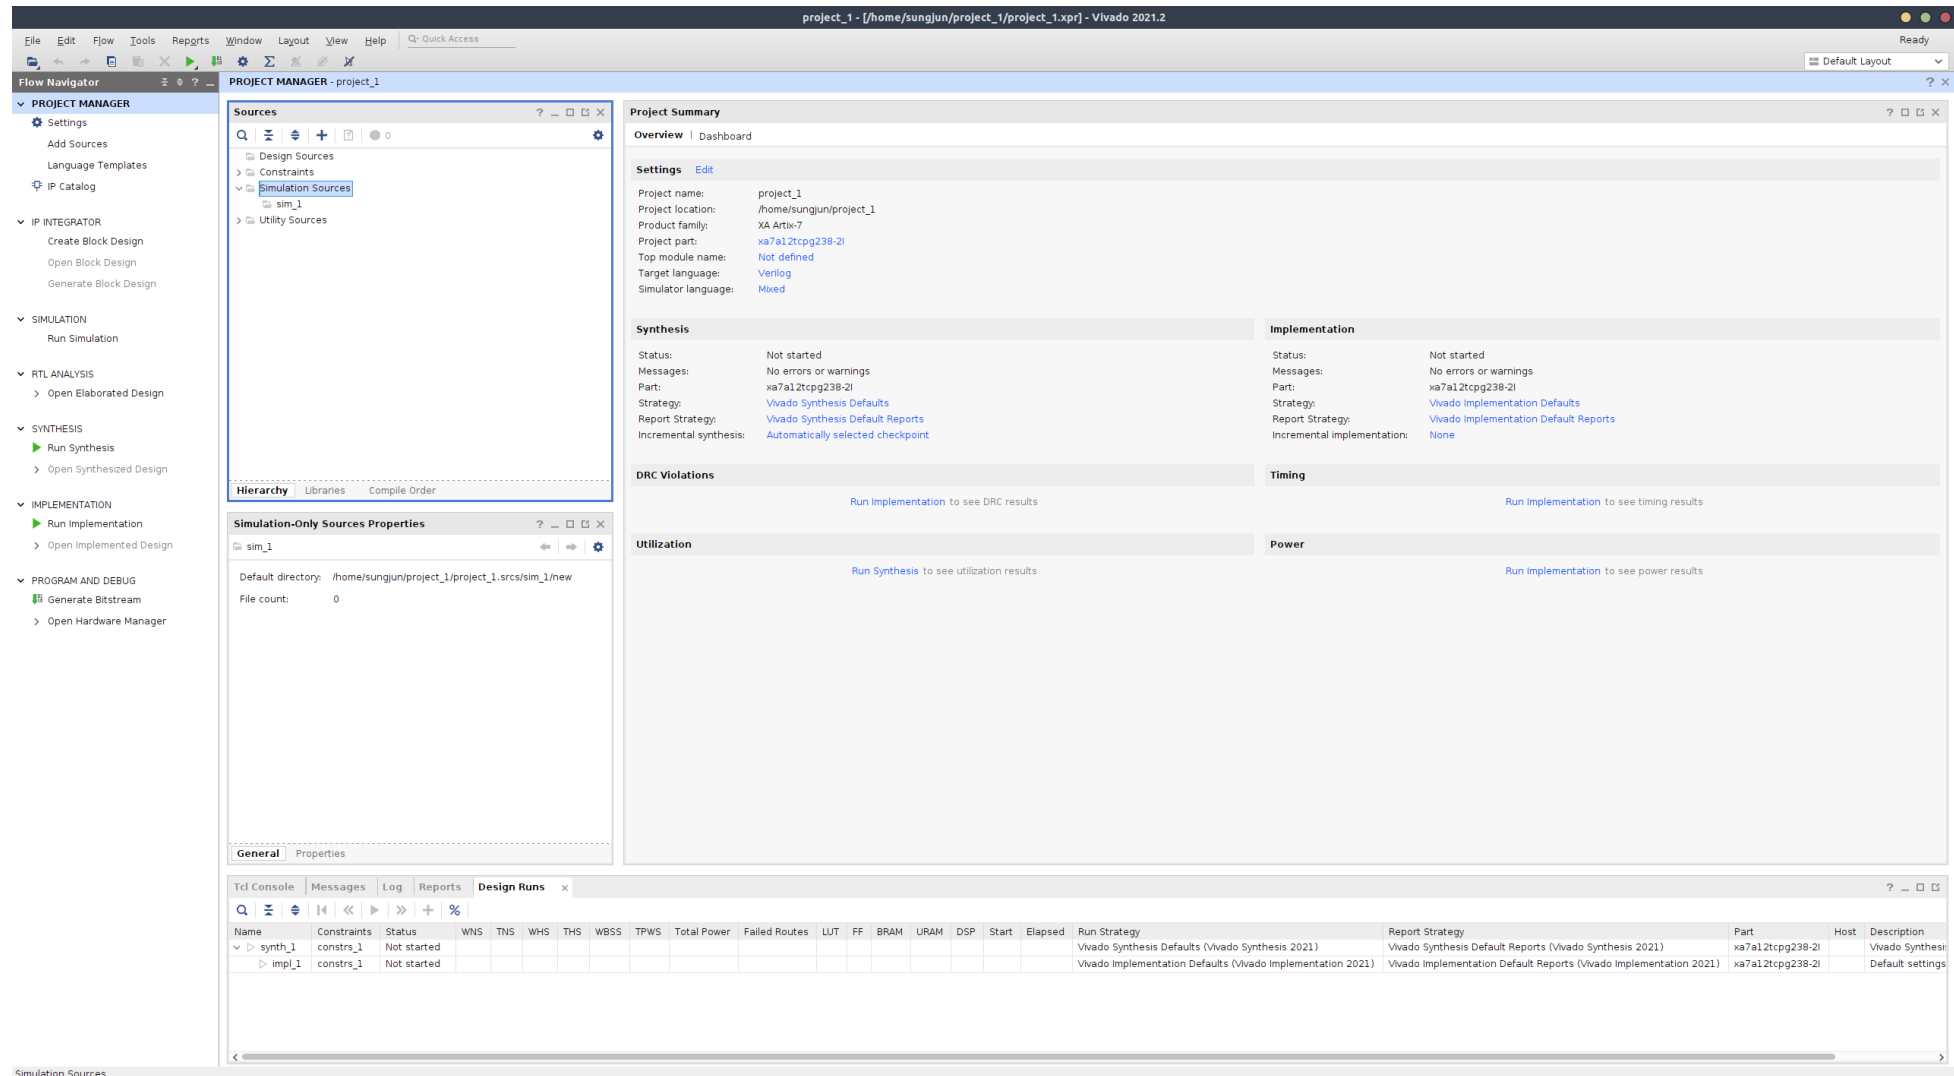 project_1 - [/home/sungjun/project_1/project_1.xpr] - Vivado 2021.2
File Edit Flow Tools Reports Window Layout View Help Quick Access
Ready
Default Layout
Flow Navigator
PROJECT MANAGER
Settings
Add Sources
Language Templates
IP Catalog
IP INTEGRATOR
Create Block Design
Open Block Design
Generate Block Design
SIMULATION
Run Simulation
RTL ANALYSIS
Open Elaborated Design
SYNTHESIS
Run Synthesis
Open Synthesized Design
IMPLEMENTATION
Run Implementation
Open Implemented Design
PROGRAM AND DEBUG
Generate Bitstream
Open Hardware Manager
PROJECT MANAGER - project_1
Sources
0
Design Sources
Constraints
Simulation Sources
sim_1
Utility Sources
Hierarchy Libraries Compile Order
Simulation-Only Sources Properties
sim_1
Default directory: /home/sungjun/project_1/project_1.srcs/sim_1/new
File count: 0
General Properties
Project Summary
Overview | Dashboard
Settings Edit
Project name: project_1
Project location: /home/sungjun/project_1
Product family: XA Artix-7
Project part: xa7a12tcpg238-2I
Top module name: Not defined
Target language: Verilog
Simulator language: Mixed
Synthesis
Status: Not started
Messages: No errors or warnings
Part: xa7a12tcpg238-2I
Strategy: Vivado Synthesis Defaults
Report Strategy: Vivado Synthesis Default Reports
Incremental synthesis: Automatically selected checkpoint
Implementation
Status: Not started
Messages: No errors or warnings
Part: xa7a12tcpg238-2I
Strategy: Vivado Implementation Defaults
Report Strategy: Vivado Implementation Default Reports
Incremental implementation: None
DRC Violations
Run Implementation to see DRC results
Timing
Run Implementation to see timing results
Utilization
Run Synthesis to see utilization results
Power
Run Implementation to see power results
Tcl Console Messages Log Reports Design Runs
Name Constraints Status WNS TNS WHS THS WBSS TPWS Total Power Failed Routes LUT FF BRAM URAM DSP Start Elapsed Run Strategy Report Strategy Part Host Description
synth_1 constrs_1 Not started Vivado Synthesis Defaults (Vivado Synthesis 2021) Vivado Synthesis Default Reports (Vivado Synthesis 2021) xa7a12tcpg238-2I Vivado Synthesi
impl_1 constrs_1 Not started Vivado Implementation Defaults (Vivado Implementation 2021) Vivado Implementation Default Reports (Vivado Implementation 2021) xa7a12tcpg238-2I Default settings
Simulation Sources